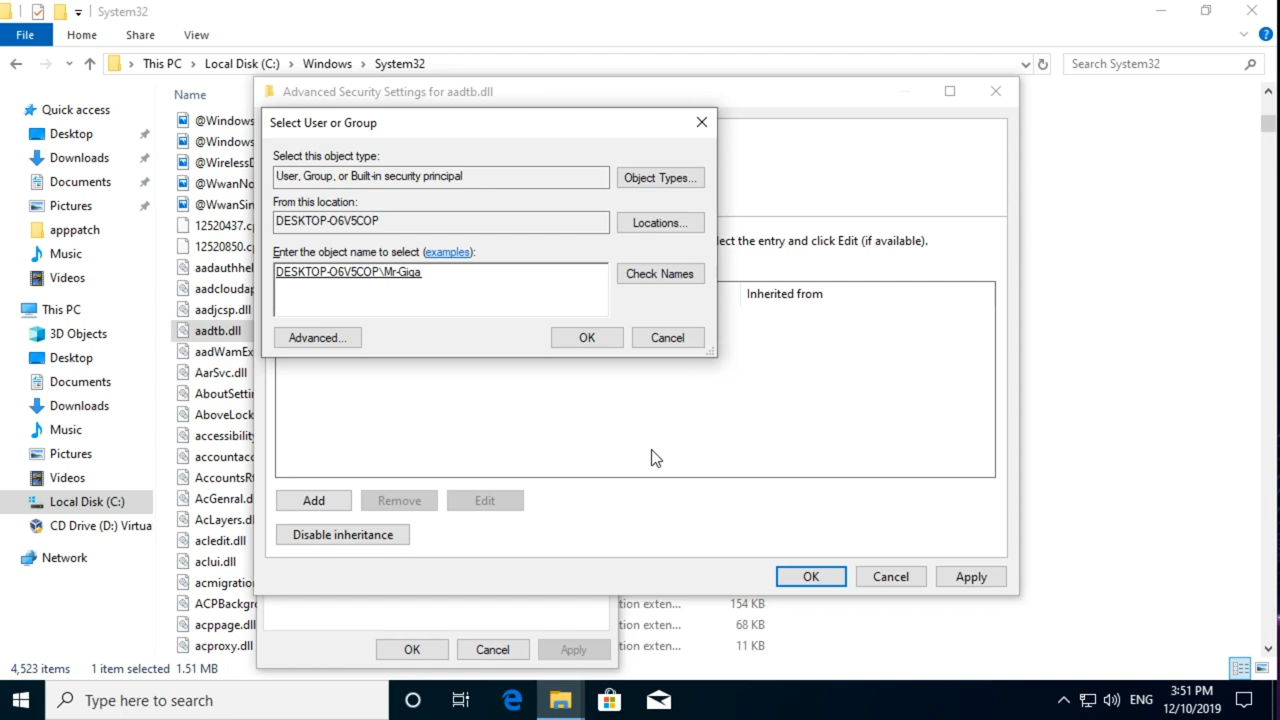 System32
File
Home
Share
View
This PC
Local Disk (C:)
Windows
System32
Search System32
Quick access
Desktop
Downloads
Documents
Pictures
apppatch
Music
Videos
This PC
3D Objects
Desktop
Documents
Downloads
Music
Pictures
Videos
Local Disk (C:)
CD Drive (D:) Virtua
Network
Name
@Windows
@Windows
@WirelessD
@WwanNo
@WwanSin
12520437.c
12520850.c
aadauthhel
aadcloudap
aadjcsp.dll
aadtb.dll
aadWamEx
AarSvc.dll
AboutSetti
AboveLock
accessibility
accountacc
AccountsRt
AcGenral.d
AcLayers.dl
acledit.dll
aclui.dll
acmigration
ACPBackgr
acppage.dll
acproxy.dll
Advanced Security Settings for aadtb.dll
Select User or Group
Select this object type:
User, Group, or Built-in security principal
Object Types...
From this location:
DESKTOP-O6V5COP
Locations...
Enter the object name to select (examples):
DESKTOP-O6V5COP\Mr-Giga
Check Names
Advanced...
OK
Cancel
lect the entry and click Edit (if available).
Inherited from
Add
Remove
Edit
Disable inheritance
OK
Cancel
Apply
tion exten...
154 KB
tion exten...
68 KB
tion exten...
11 KB
OK
Cancel
Apply
4,523 items
1 item selected 1.51 MB
Type here to search
ENG
3:51 PM
12/10/2019